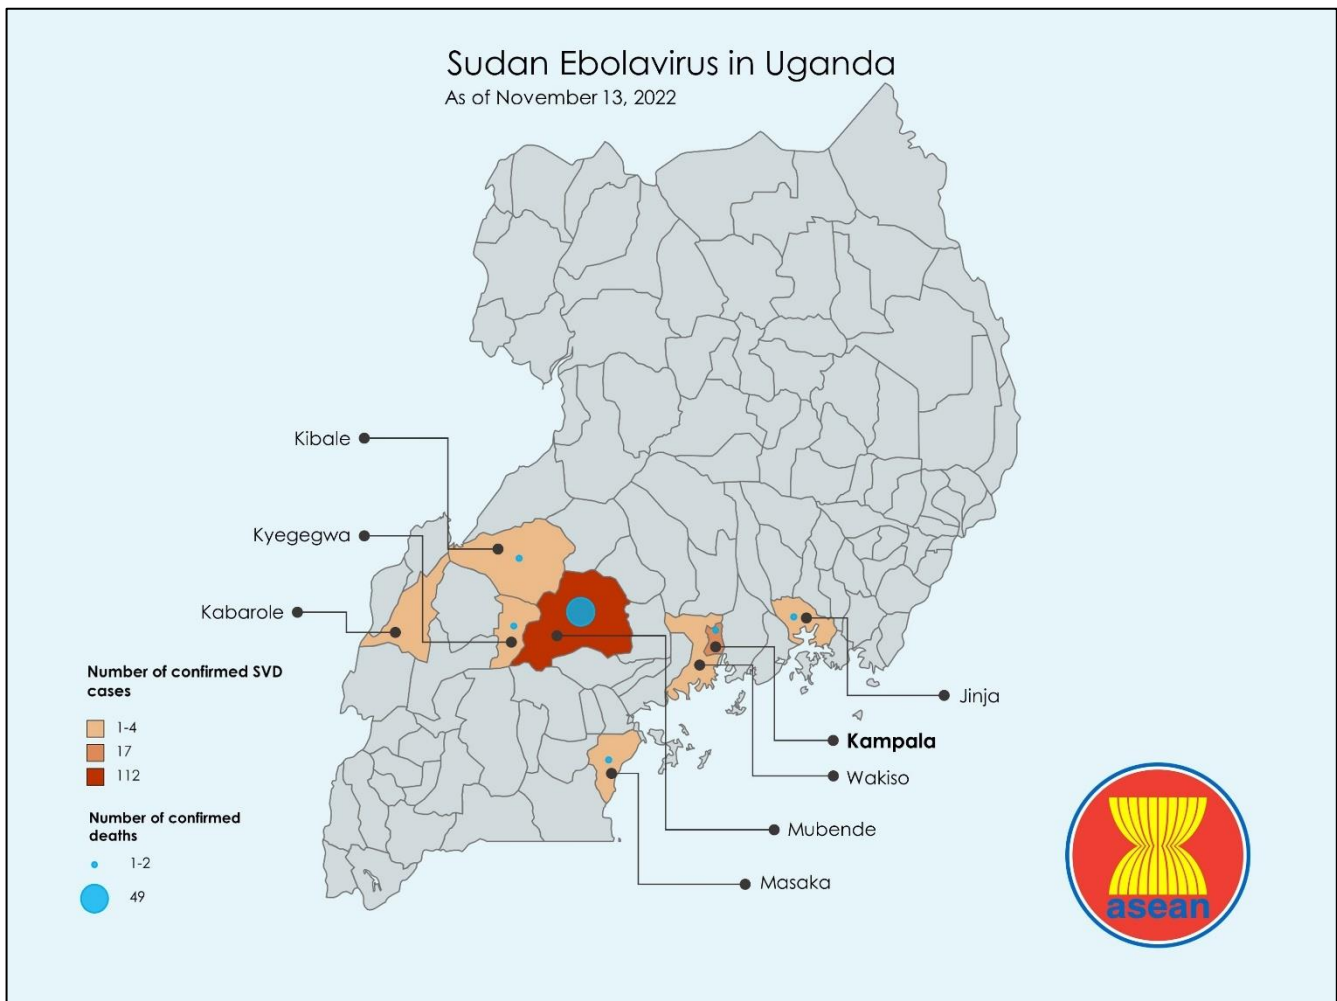 Sudan Ebolavirus in Uganda
As of November 13, 2022
Kibale
Kyegegwa
Kabarole
Number of confirmed SVD
cases
1-4
17
112
Number of confirmed
deaths
1-2
49
Jinja
Kampala
Wakiso
Mubende
Masaka
asean